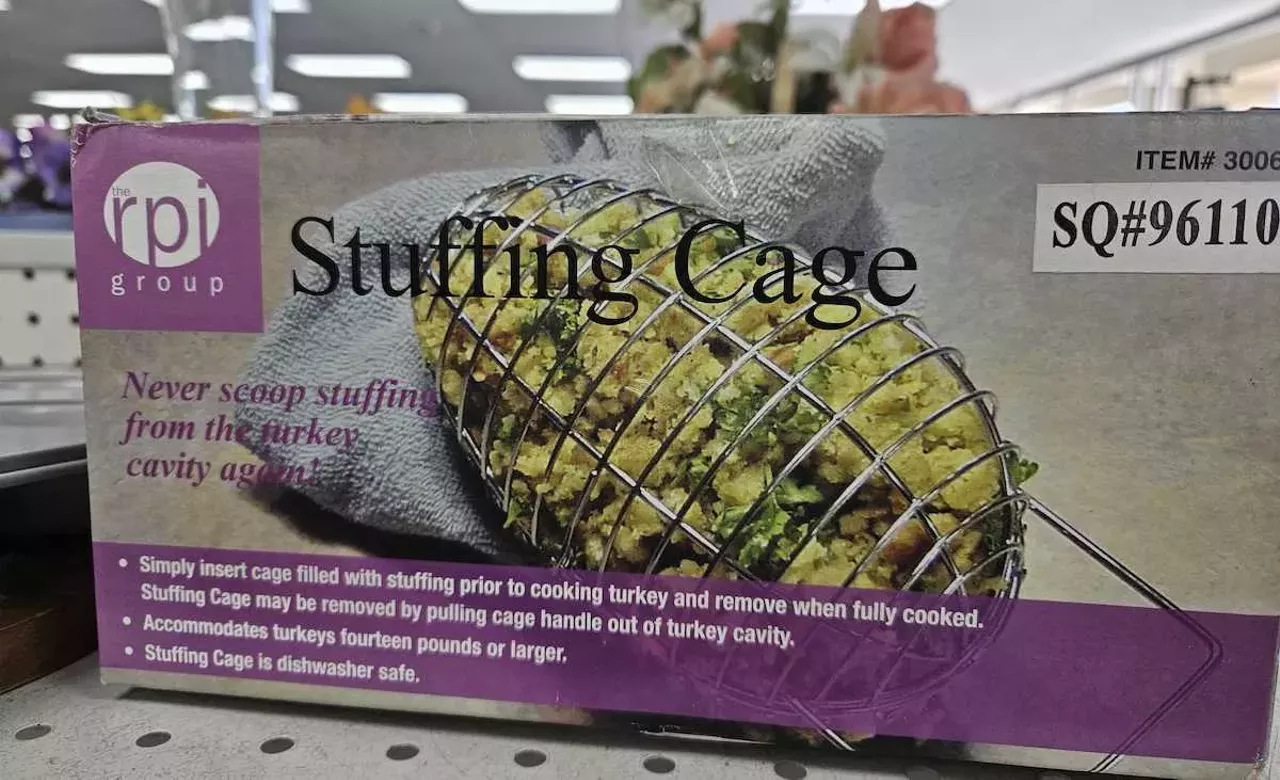 the
rpi
group
Stuffing Cage
ITEM# 3006
SQ#96110
Never scoop stuffing
from the turkey
cavity again!
• Simply insert cage filled with stuffing prior to cooking turkey and remove when fully cooked.
Stuffing Cage may be removed by pulling cage handle out of turkey cavity.
• Accommodates turkeys fourteen pounds or larger.
• Stuffing Cage is dishwasher safe.